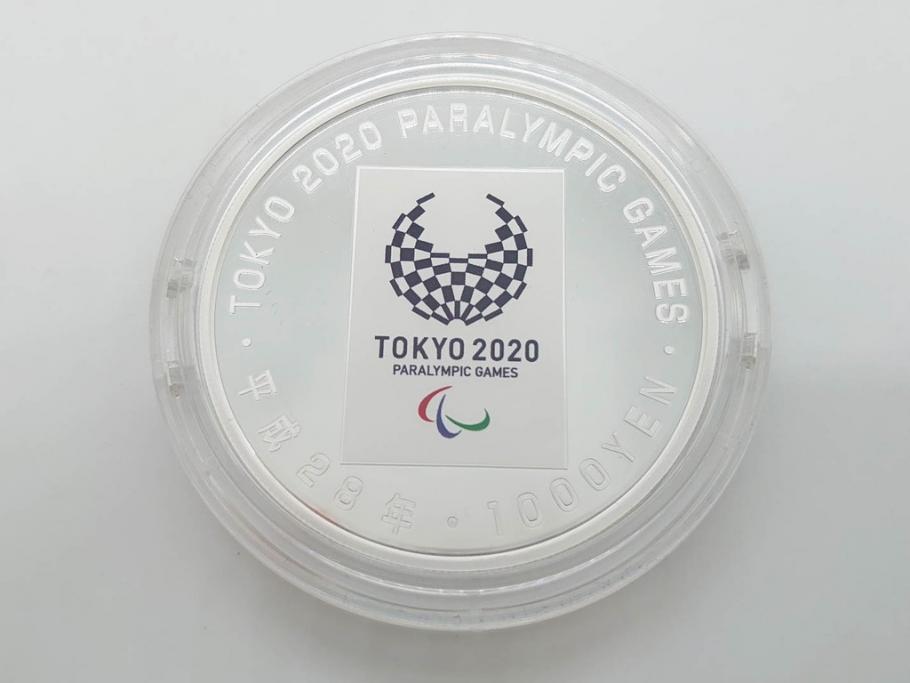 TOKYO 2020 PARALYMPIC GAMES
TOKYO 2020
PARALYMPIC GAMES
平成28年・1000YEN